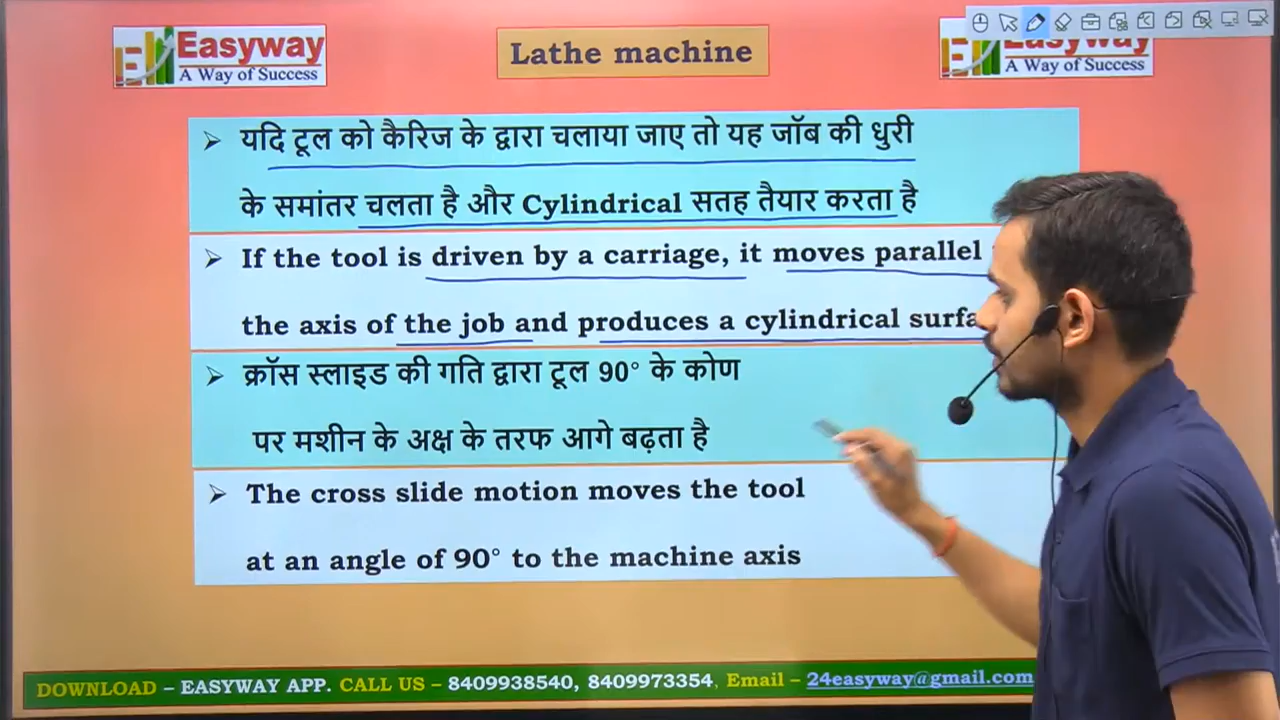 Easyway
A Way of Success
Lathe machine
Easyway
A Way of Success
➢ यदि टूल को कैरिज के द्वारा चलाया जाए तो यह जॉब की धुरी
के समांतर चलता है और Cylindrical सतह तैयार करता है
➢ If the tool is driven by a carriage, it moves parallel
the axis of the job and produces a cylindrical
➢ क्रॉस स्लाइड की गति द्वारा टूल 90° के कोण
पर मशीन के अक्ष के तरफ आगे बढ़ता है
➢ The cross slide motion moves the tool
at an angle of 90° to the machine axis
DOWNLOAD – EASYWAY APP. CALL US – 8409938540, 8409973354, Email – 24easyway@gmail.com